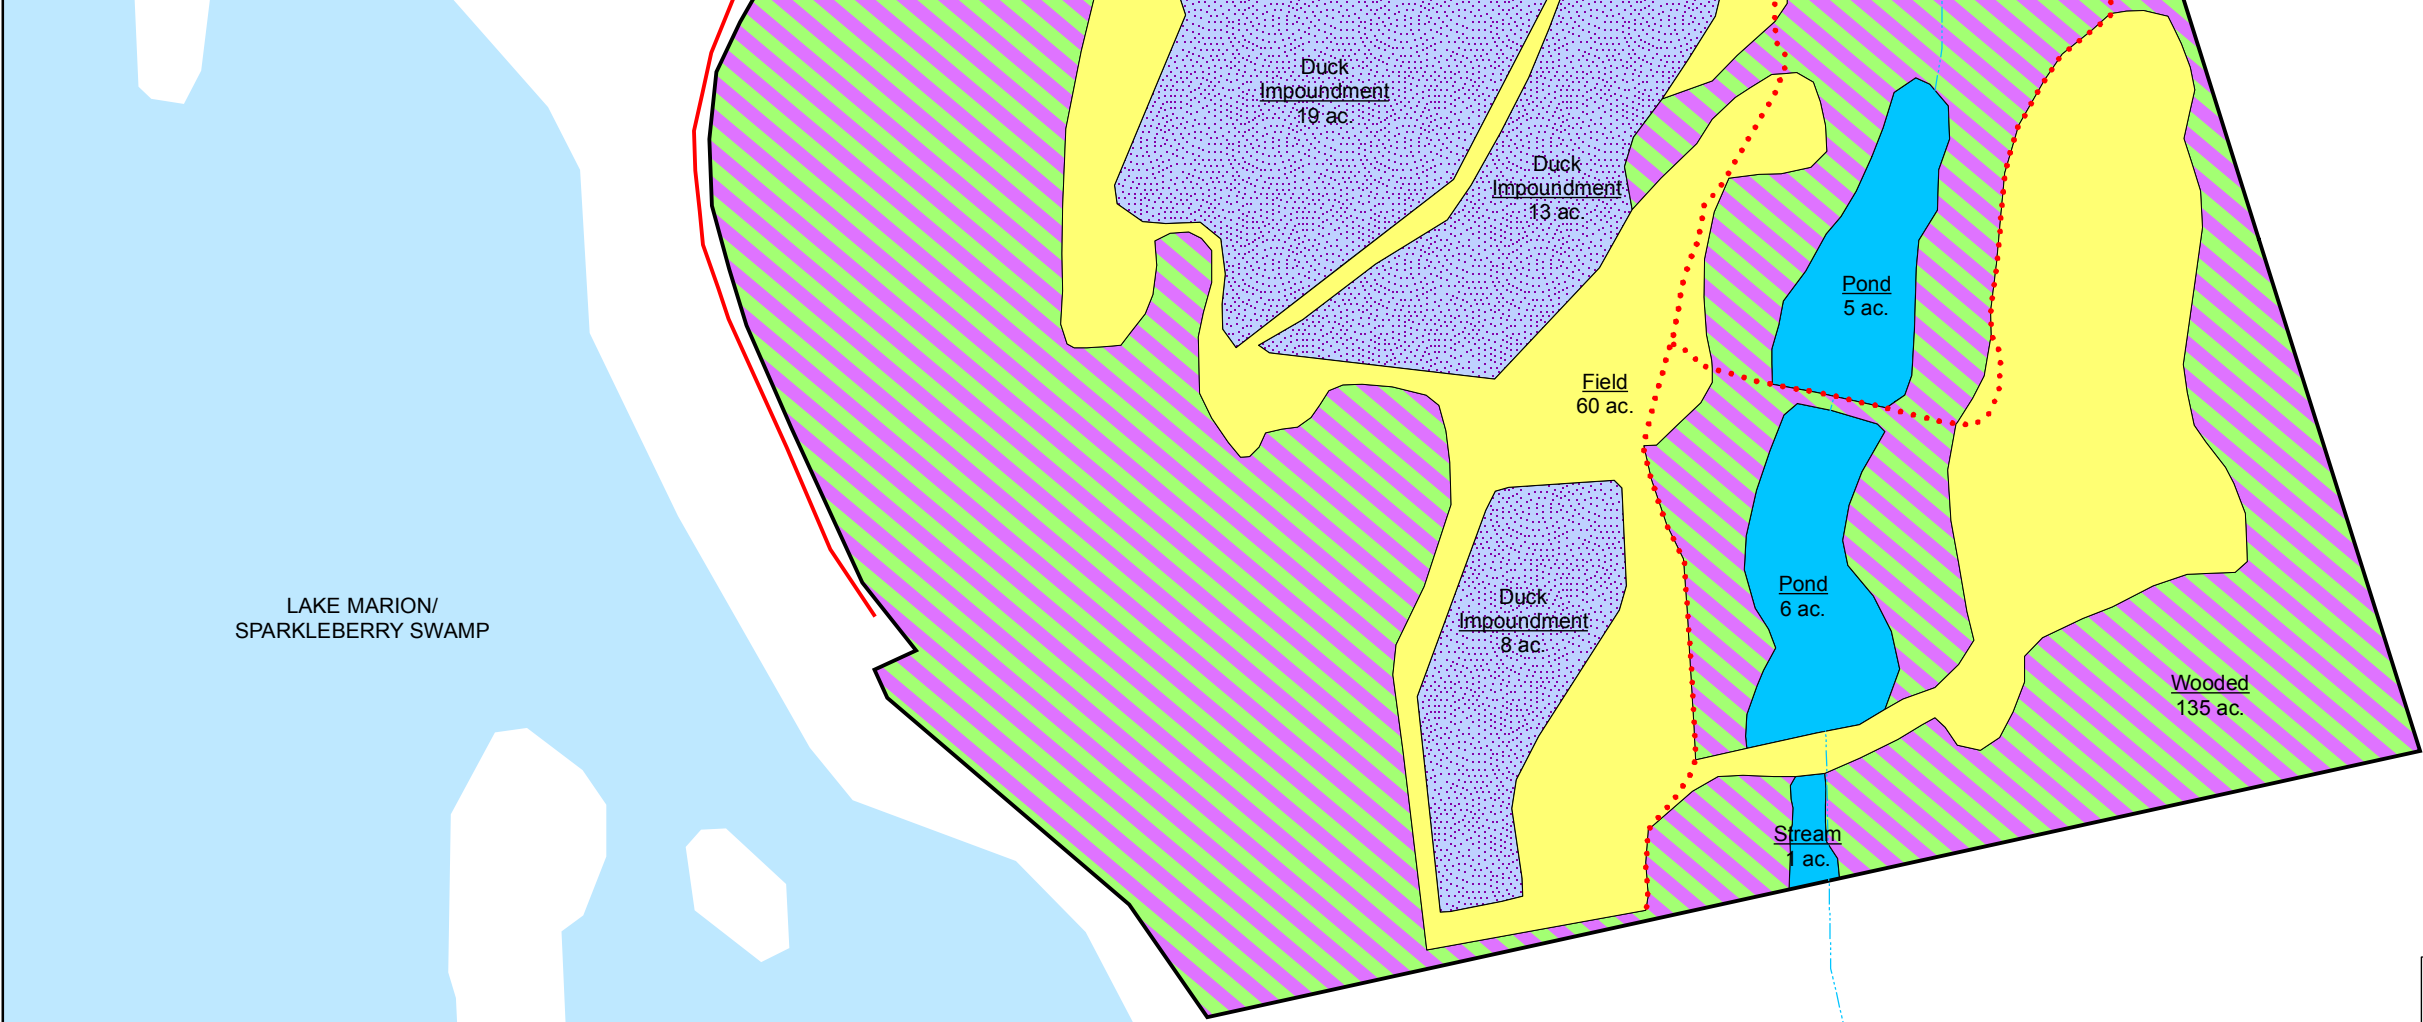 Duck
Impoundment
19 ac.
Duck
Impoundment
13 ac.
Pond
5 ac.
Field
60 ac.
Duck
Impoundment
8 ac.
Pond
6 ac.
LAKE MARION/
SPARKLEBERRY SWAMP
Wooded
135 ac.
Stream
1 ac.